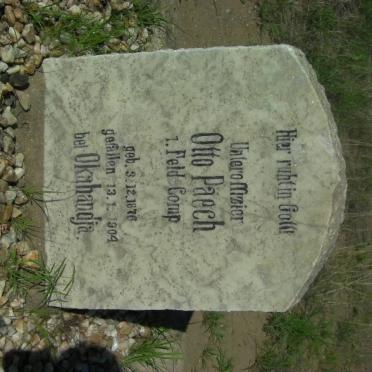 Hier ruht in Gott
Unteroffizier
Otto Paech
1. Feld Comp
geb. 3.12.1876
gefallen 13.1.1904
bei Okahandja.